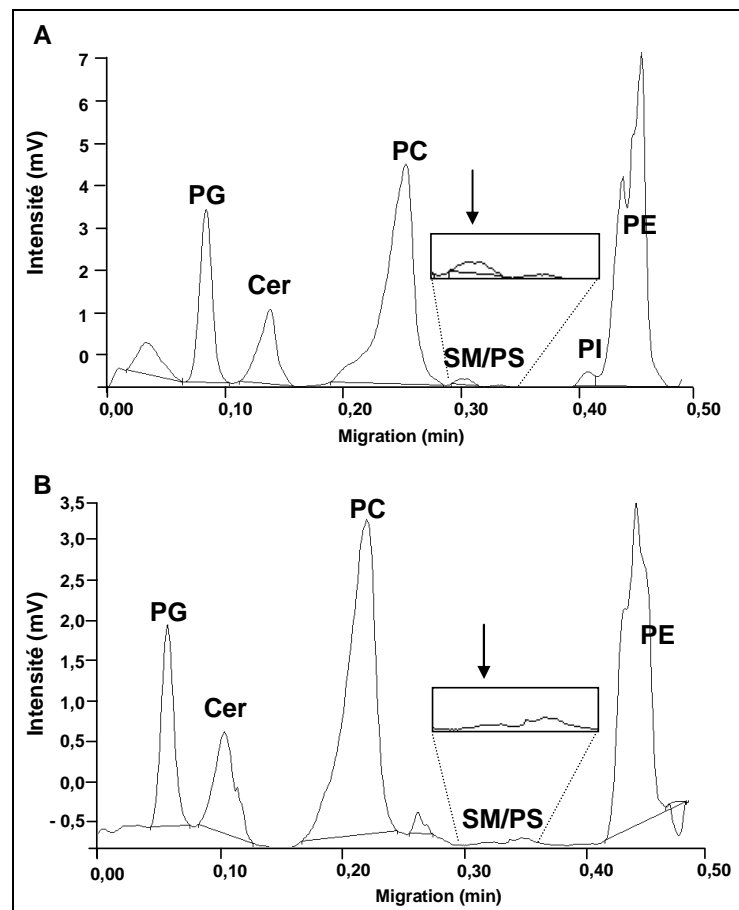 A
Intensité (mV)
7
6
5
4
3
2
1
0
PG
Cer
PC
SM/PS
PI
PE
0,00 0,10 0,20 0,30 0,40 0,50
Migration (min)
B
Intensité (mV)
3,5
3,0
2,0
1,5
1,0
0,5
0,0
- 0,5
PG
Cer
PC
SM/PS
PE
0,00 0,10 0,20 0,30 0,40 0,50
Migration (min)